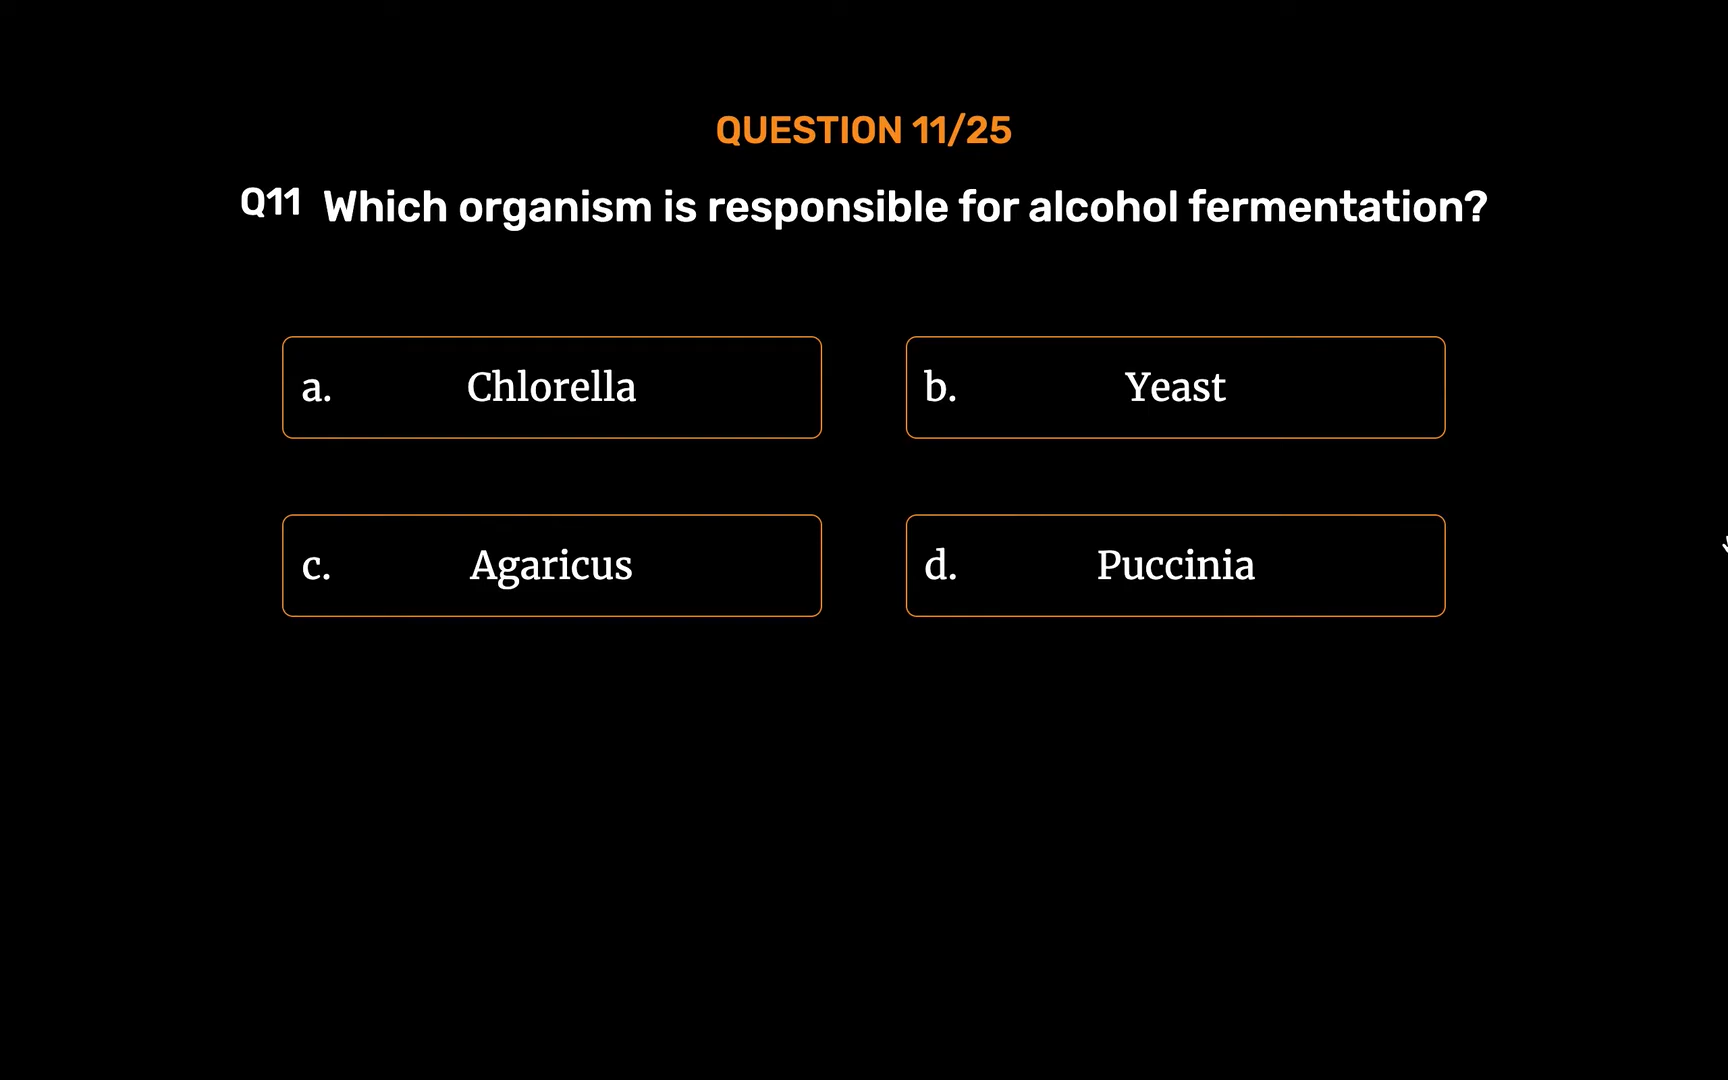 QUESTION 11/25
Q11 Which organism is responsible for alcohol fermentation?
a. Chlorella
b. Yeast
c. Agaricus
d. Puccinia